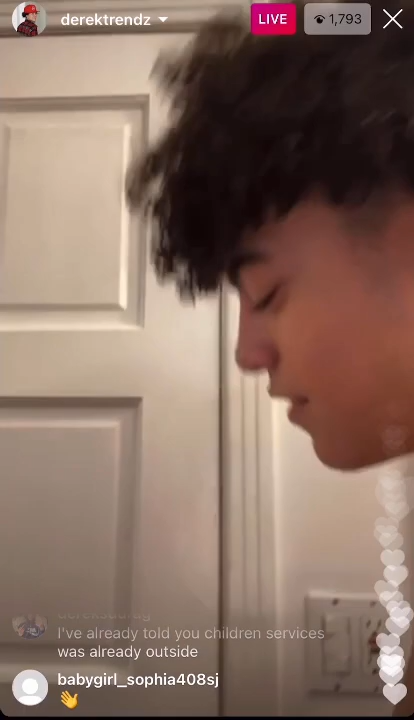 derektrendz
LIVE
1,793
I've already told you children services
was already outside
babygirl_sophia408sj
👋